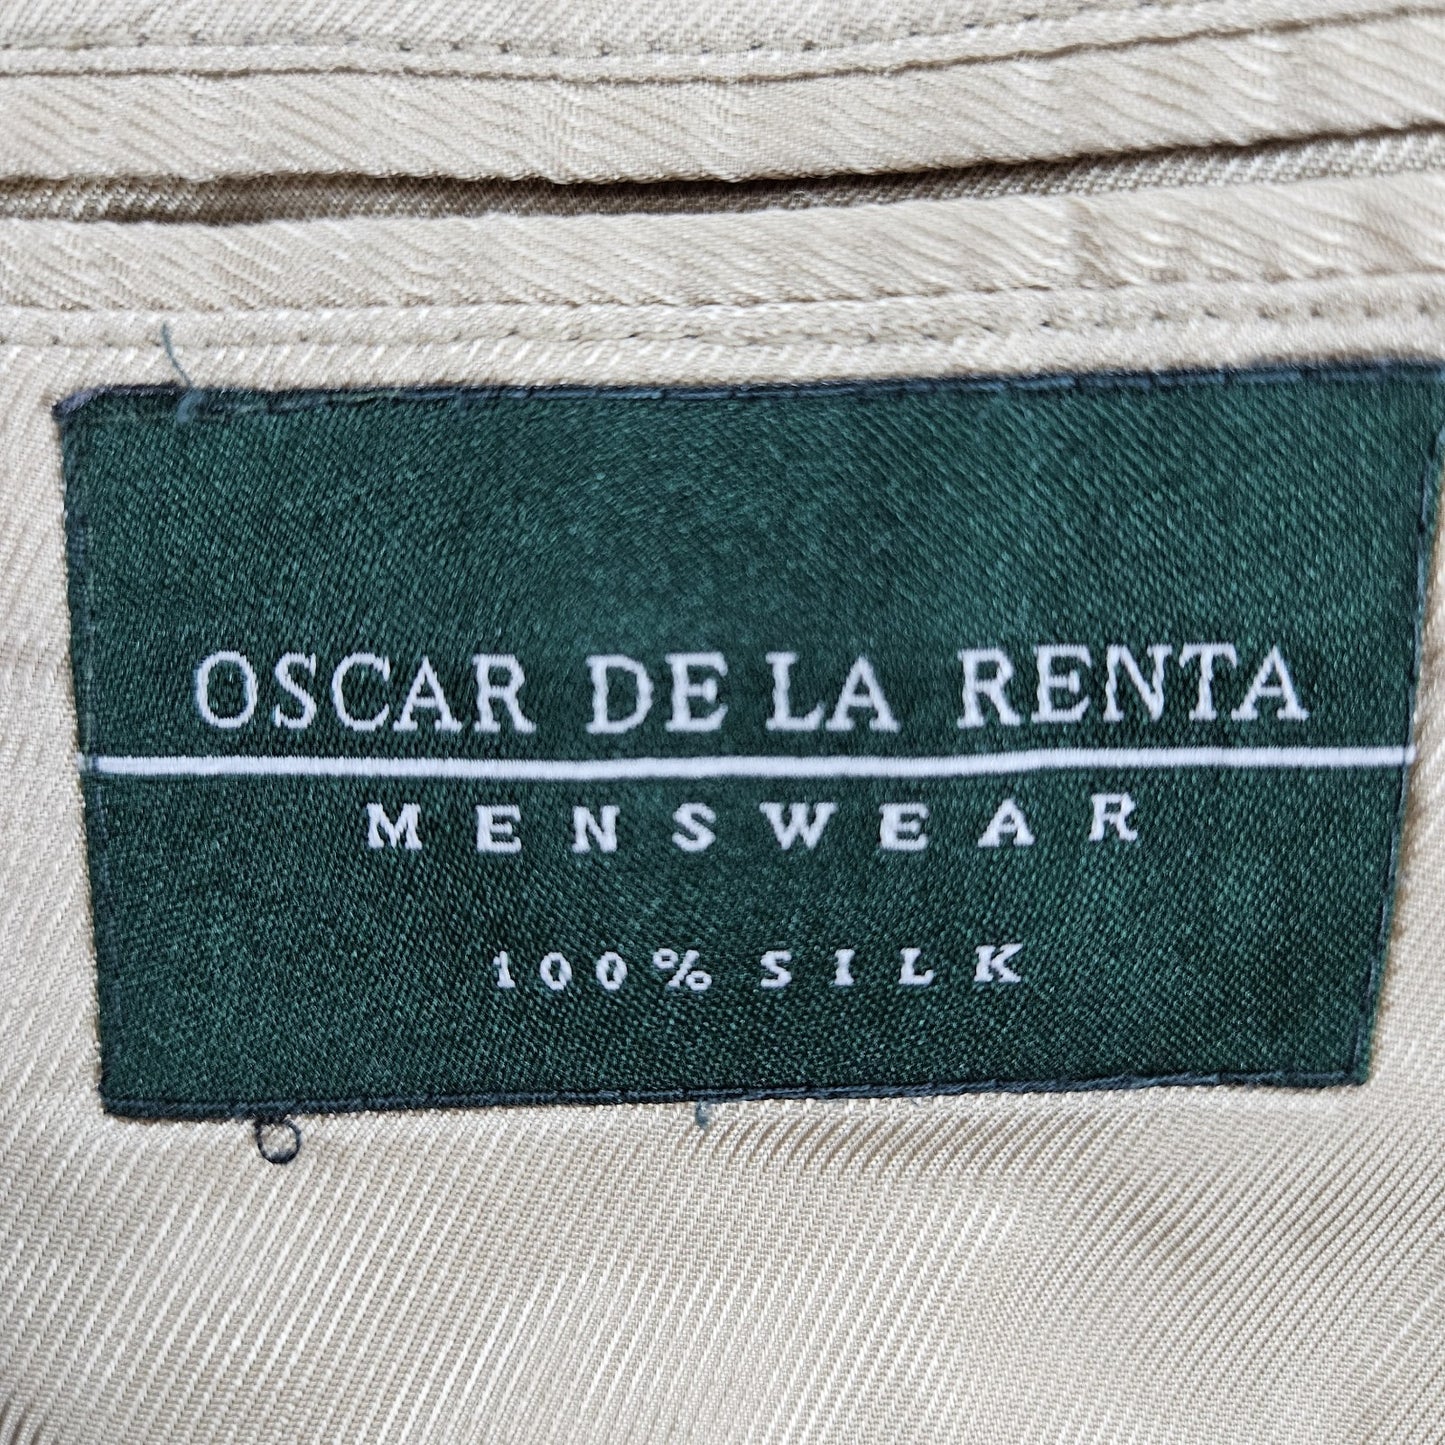 OSCAR DE LA RENTA
MENSWEAR
100% SILK